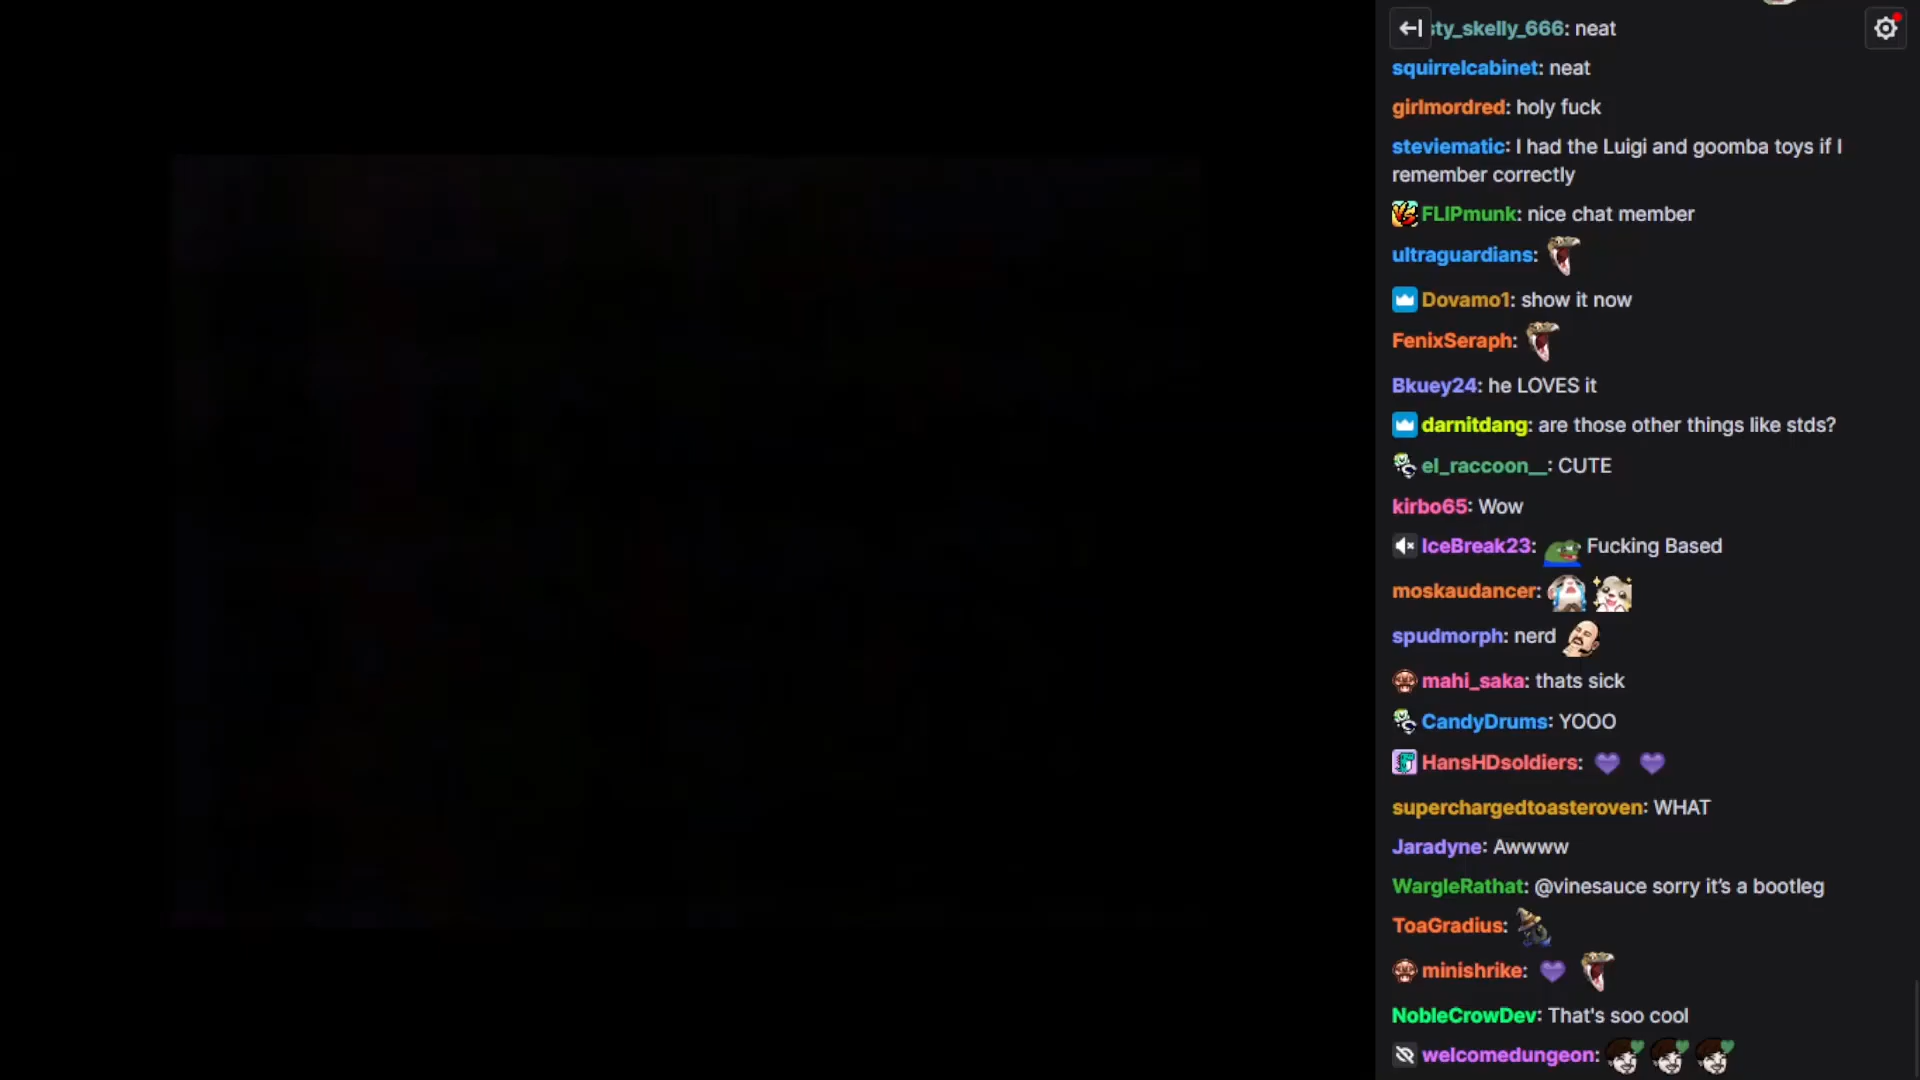 sty_skelly_666: neat
squirrelcabinet: neat
girlmordred: holy fuck
steviematic: I had the Luigi and goomba toys if I
remember correctly
FLIPmunk: nice chat member
ultraguardians:
Dovamo1: show it now
FenixSeraph:
Bkuey24: he LOVES it
darnitdang: are those other things like stds?
el_raccoon__: CUTE
kirbo65: Wow
IceBreak23: Fucking Based
moskaudancer:
spudmorph: nerd
mahi_saka: thats sick
CandyDrums: YOOO
HansHDsoldiers:
superchargedtoasteroven: WHAT
Jaradyne: Awwww
WargleRathat: @vinesauce sorry it’s a bootleg
ToaGradius:
minishrike:
NobleCrowDev: That's soo cool
welcomedungeon: